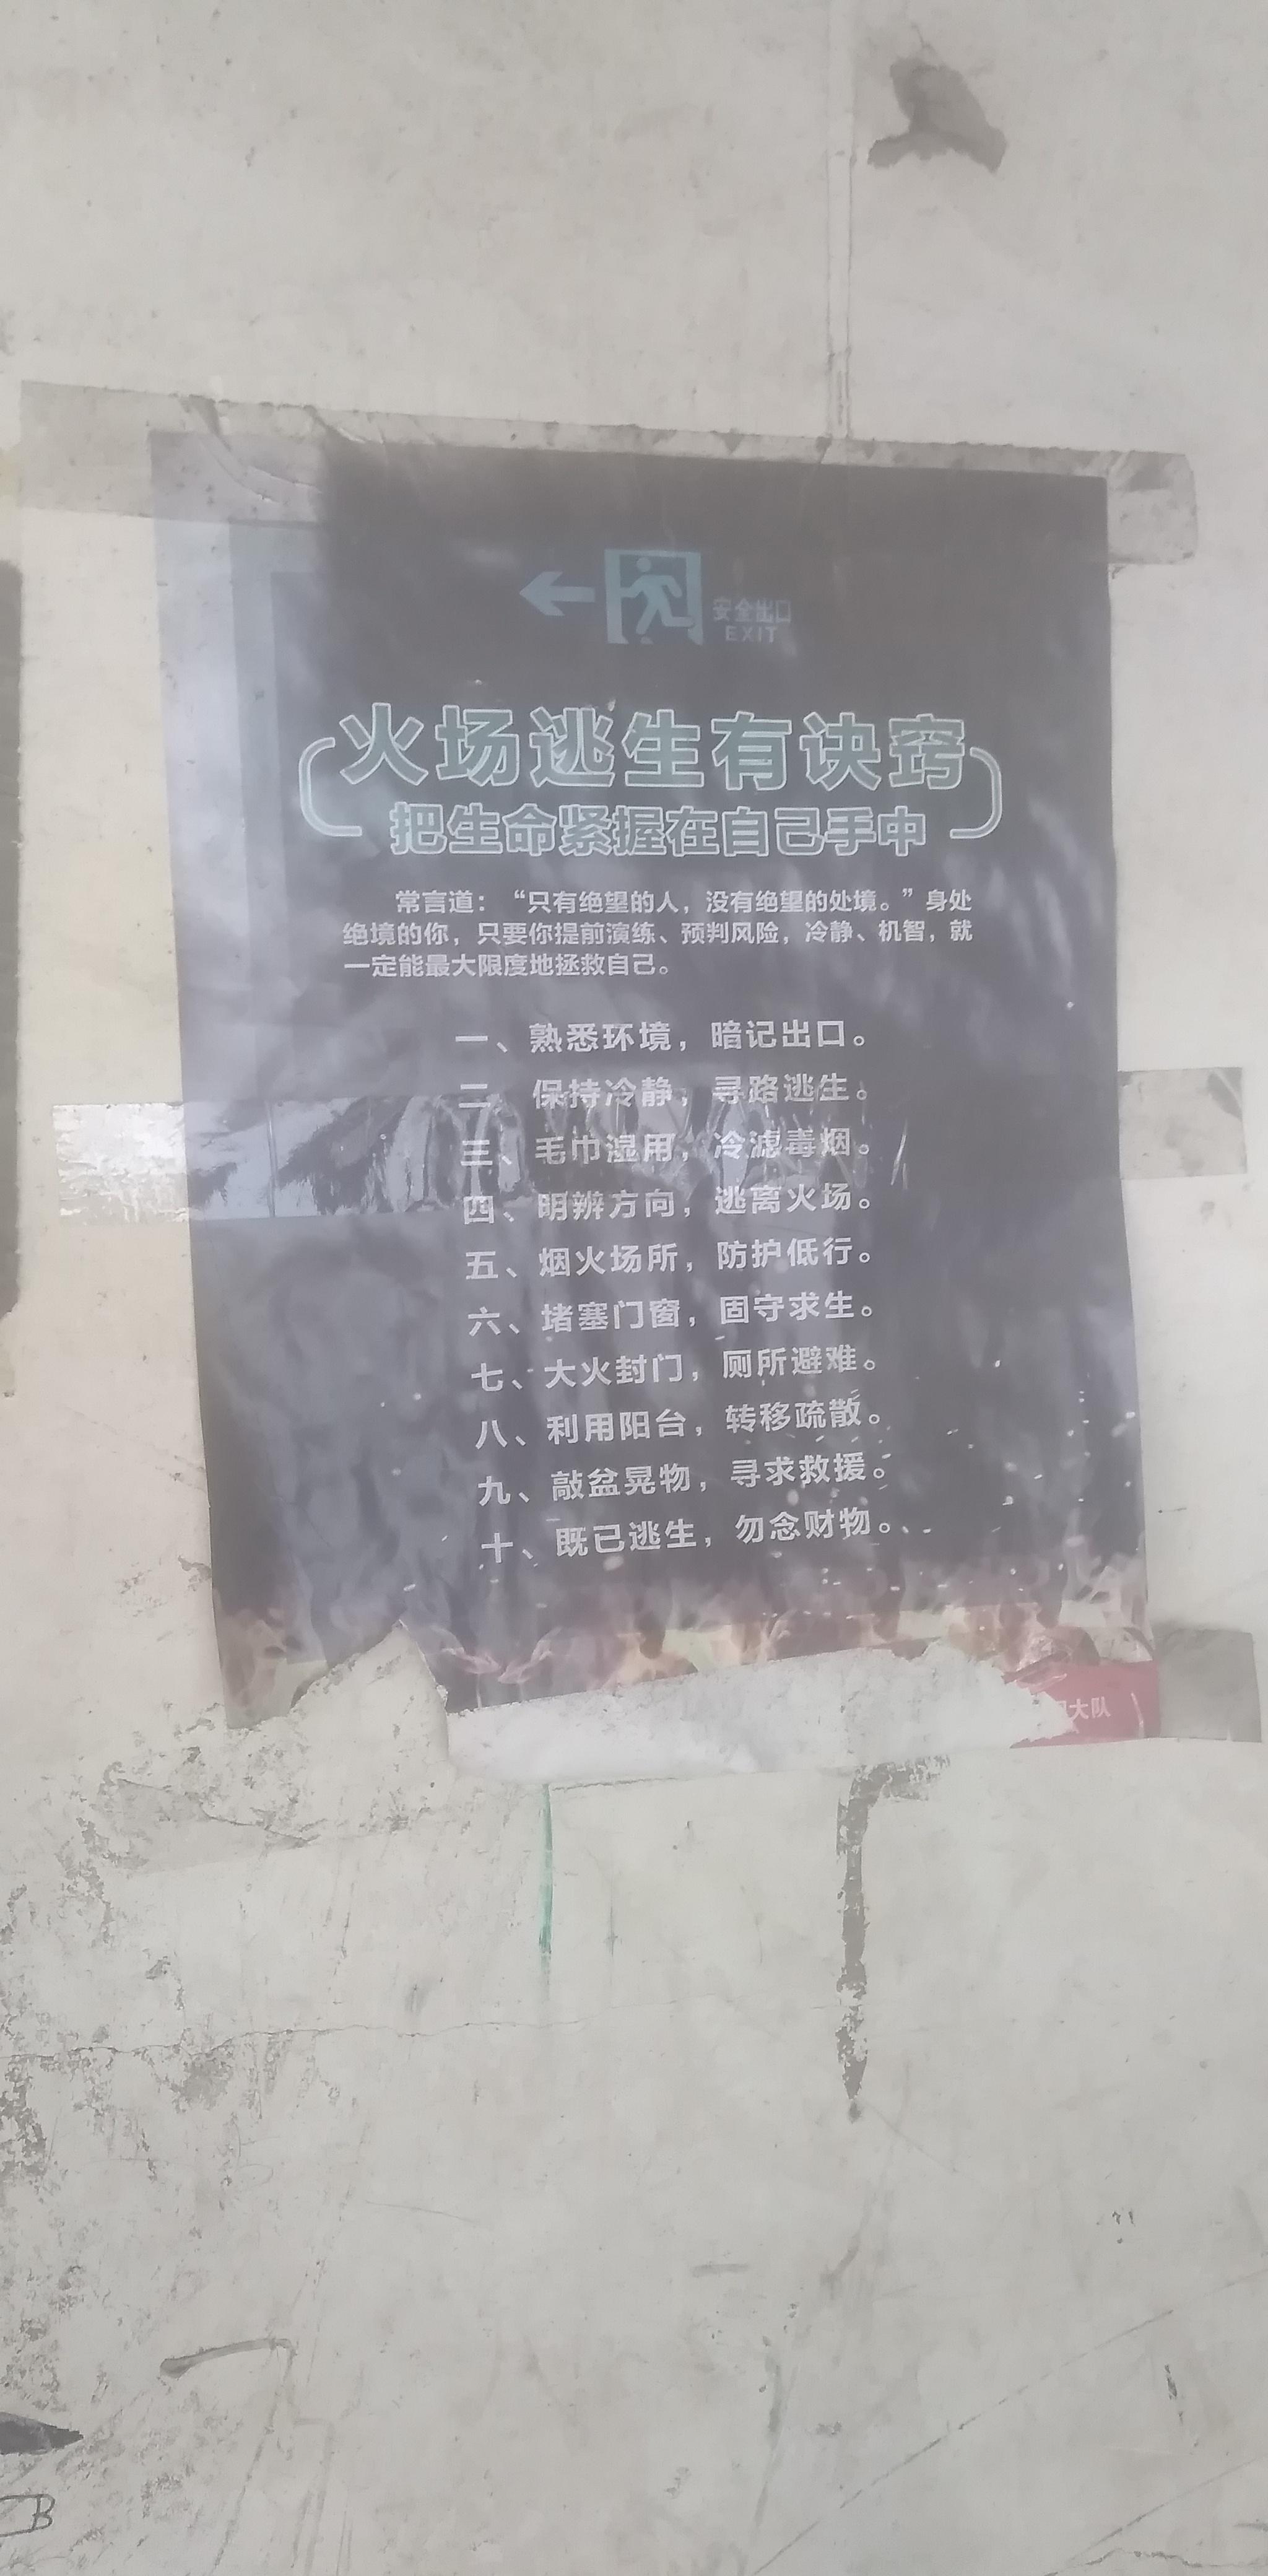 安全出口
EXIT
火场逃生有诀窍
把生命紧握在自己手中
常言道：“只有绝望的人，没有绝望的处境。”身处
绝境的你，只要你提前演练、预判风险，冷静、机智，就
一定能最大限度地拯救自己。
一、熟悉环境，暗记出口。
二、保持冷静，寻路逃生。
三、毛巾湿用，冷滤毒烟。
四、明辨方向，逃离火场。
五、烟火场所，防护低行。
六、堵塞门窗，固守求生。
七、大火封门，厕所避难。
八、利用阳台，转移疏散。
九、敲盆晃物，寻求救援。
十、既已逃生，勿念财物。
大队
B